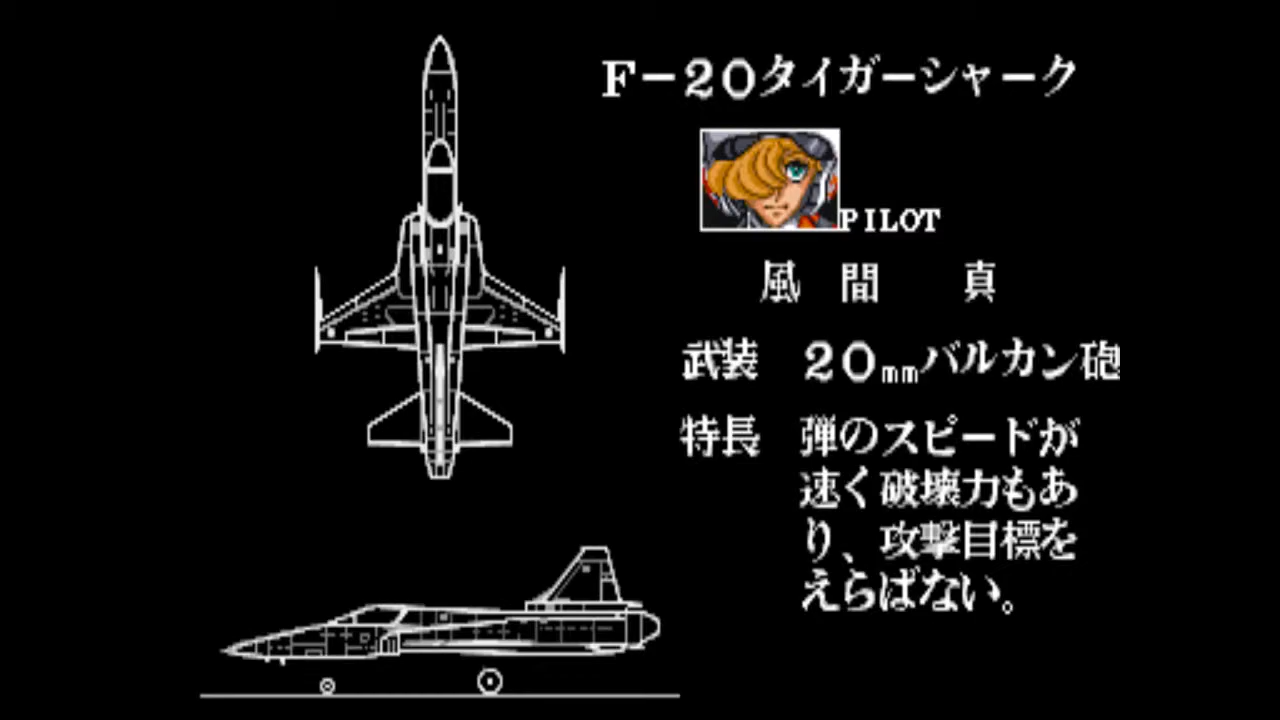 F－20タイガーシャーク
PILOT
風間　真
武装　20mmバルカン砲
特長　弾のスピードが
速く破壊力もあ
り、攻撃目標を
えらばない。